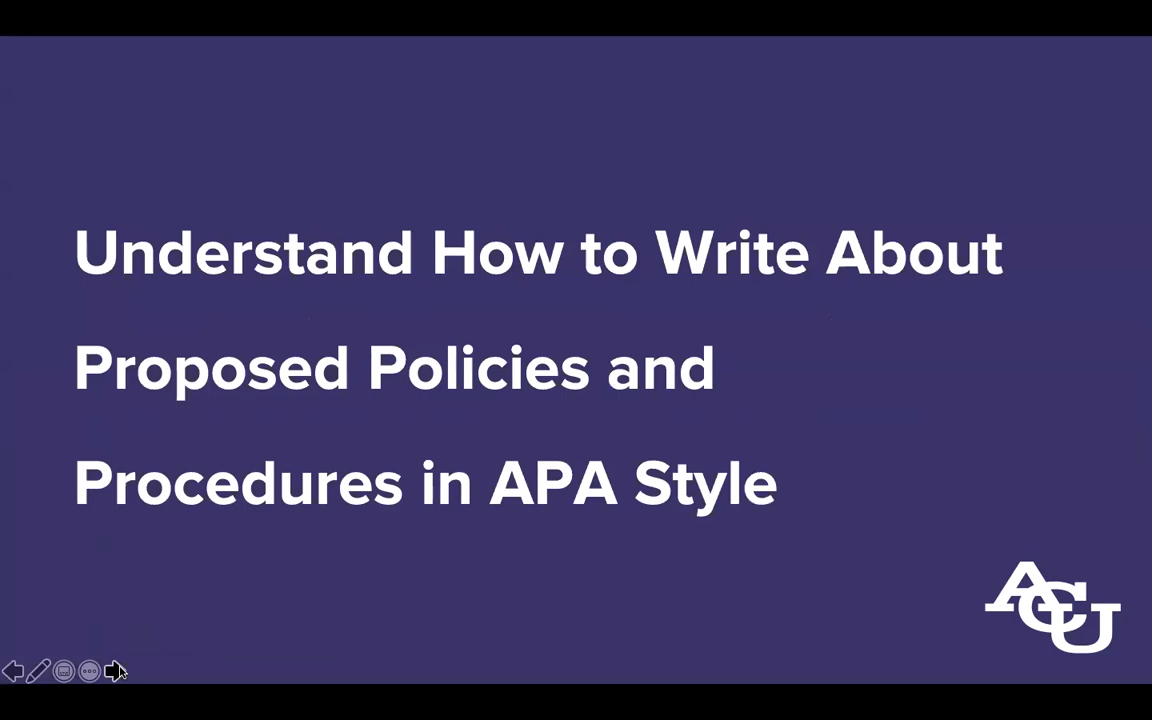 Understand How to Write About
Proposed Policies and
Procedures in APA Style
ACU